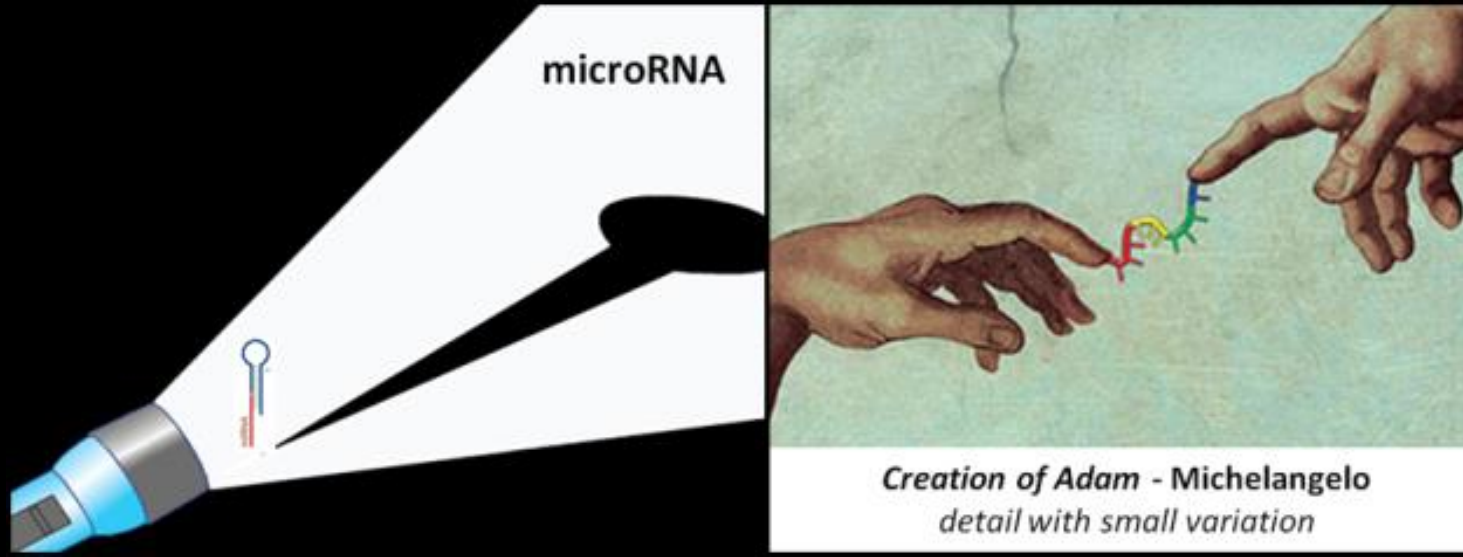 microRNA
Creation of Adam - Michelangelo
detail with small variation